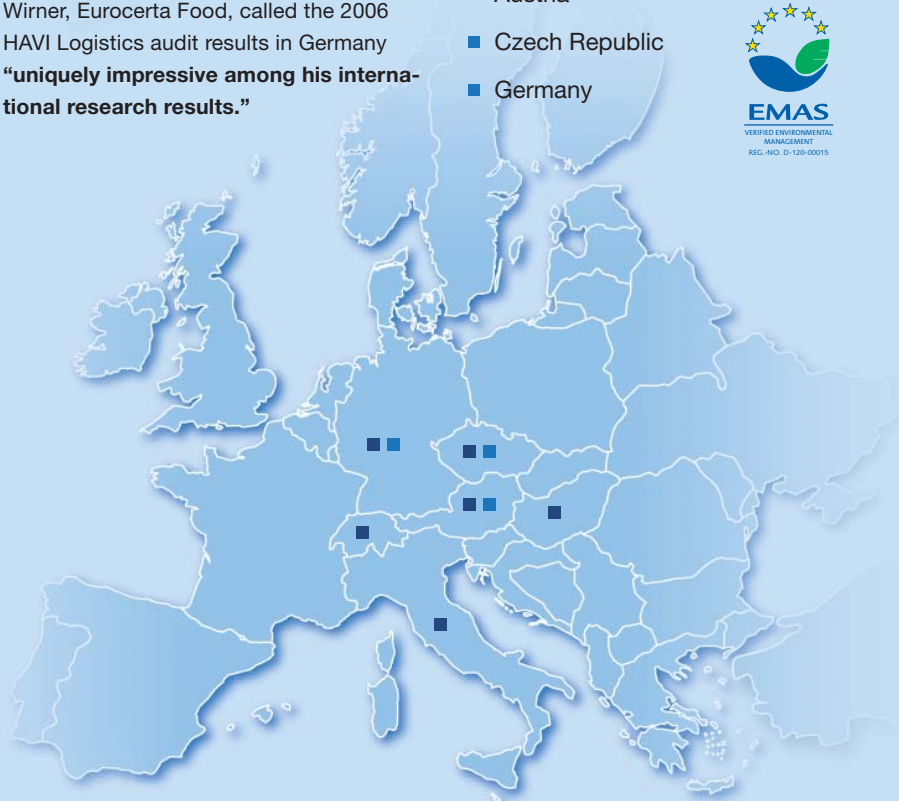 Wirner, Eurocerta Food, called the 2006
HAVI Logistics audit results in Germany
“uniquely impressive among his interna-
tional research results.”
Austria
Czech Republic
Germany
EMAS
VERIFIED ENVIRONMENTAL
MANAGEMENT
REG.-NO. D-120-00015